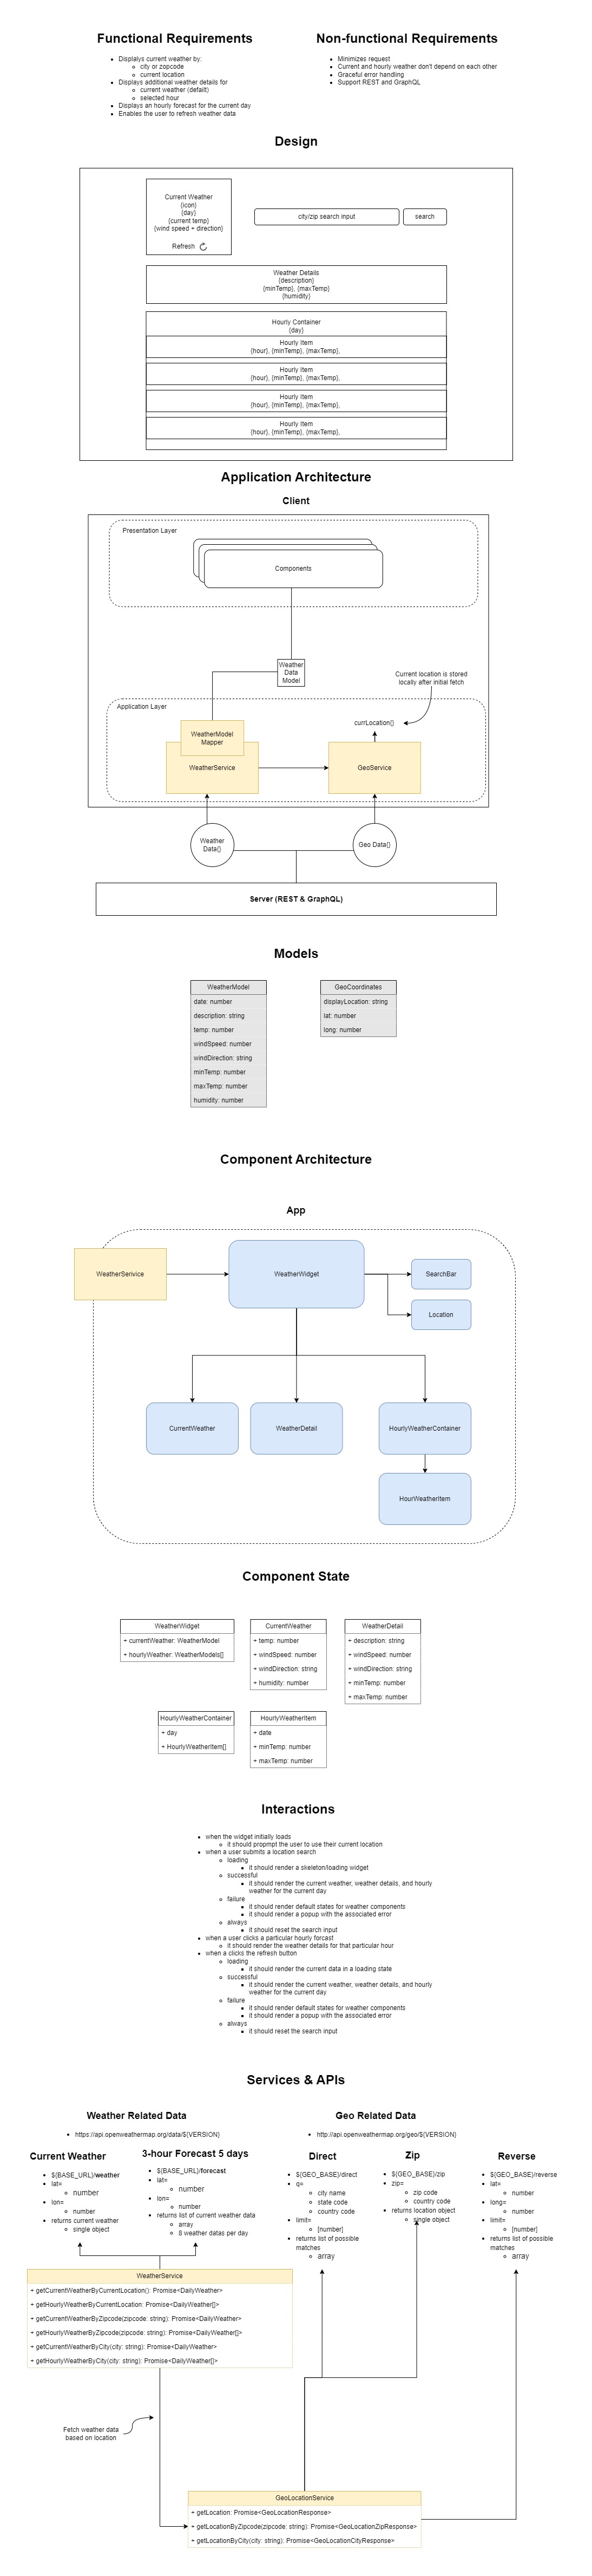 Functional Requirements
Displalys current weather by:
city or zopcode
current location
Displays additional weather details for
current weather (defailt)
selected hour
Displays an hourly forecast for the current day
Enables the user to refresh weather data
Non-functional Requirements
Minimizes request
Current and hourly weather don't depend on each other
Graceful error handling
Support REST and GraphQL
Design
Current Weather
{icon}
{day}
{current temp}
{wind speed + direction}
Refresh
city/zip search input
search
Weather Details
{description}
{minTemp}, {maxTemp}
{humidity}
Hourly Container
{day}
Hourly Item
{hour}, {minTemp}, {maxTemp},
Hourly Item
{hour}, {minTemp}, {maxTemp},
Hourly Item
{hour}, {minTemp}, {maxTemp},
Hourly Item
{hour}, {minTemp}, {maxTemp},
Application Architecture
Client
Presentation Layer
Components
Weather
Data
Model
Current location is stored
locally after initial fetch
Application Layer
currLocation{}
WeatherModel
Mapper
WeatherService
GeoService
Weather
Data{}
Geo Data{}
Server (REST & GraphQL)
Models
WeatherModel
date: number
description: string
temp: number
windSpeed: number
windDirection: string
minTemp: number
maxTemp: number
humidity: number
GeoCoordinates
displayLocation: string
lat: number
long: number
Component Architecture
App
WeatherSerivice
WeatherWidget
SearchBar
Location
CurrentWeather
WeatherDetail
HourlyWeatherContainer
HourWeatherItem
Component State
WeatherWidget
+ currentWeather: WeatherModel
+ hourlyWeather: WeatherModels[]
CurrentWeather
+ temp: number
+ windSpeed: number
+ windDirection: string
+ humidity: number
WeatherDetail
+ description: string
+ windSpeed: number
+ windDirection: string
+ minTemp: number
+ maxTemp: number
HourlyWeatherContainer
+ day
+ HourlyWeatherItem[]
HourlyWeatherItem
+ date
+ minTemp: number
+ maxTemp: number
Interactions
when the widget initially loads
it should propmpt the user to use their current location
when a user submits a location search
loading
it should render a skeleton/loading widget
successful
it should render the current weather, weather details, and hourly
weather for the current day
failure
it should render default states for weather components
it should render a popup with the associated error
always
it should reset the search input
when a user clicks a particular hourly forcast
it should render the weather details for that particular hour
when a clicks the refresh button
loading
it should render the current data in a loading state
successful
it should render the current weather, weather details, and hourly
weather for the current day
failure
it should render default states for weather components
it should render a popup with the associated error
always
it should reset the search input
Services & APIs
Weather Related Data
https://api.openweathermap.org/data/${VERSION}
Geo Related Data
http://api.openweathermap.org/geo/${VERSION}
Current Weather
${BASE_URL}/weather
lat=
number
lon=
number
returns current weather
single object
3-hour Forecast 5 days
${BASE_URL}/forecast
lat=
number
lon=
number
returns list of current weather data
array
8 weather datas per day
Direct
${GEO_BASE}/direct
q=
city name
state code
country code
limit=
[number]
returns list of possible
matches
array
Zip
${GEO_BASE}/zip
zip=
zip code
country code
returns location object
single object
Reverse
${GEO_BASE}/reverse
lat=
number
long=
number
limit=
[number]
returns list of possible
matches
array
WeatherService
+ getCurrentWeatherByCurrentLocation(): Promise<DailyWeather>
+ getHourlyWeatherByCurrentLocation: Promise<DailyWeather[]>
+ getCurrentWeatherByZipcode(zipcode: string): Promise<DailyWeather>
+ getHourlyWeatherByZipcode(zipcode: string): Promise<DailyWeather[]>
+ getCurrentWeatherByCity(city: string): Promise<DailyWeather>
+ getHourlyWeatherByCity(city: string): Promise<DailyWeather[]>
Fetch weather data
based on location
GeoLocationService
+ getLocation: Promise<GeoLocationResponse>
+ getLocationByZipcode(zipcode: string): Promise<GeoLocationZipResponse>
+ getLocationByCity(city: string): Promise<GeoLocationCityResponse>